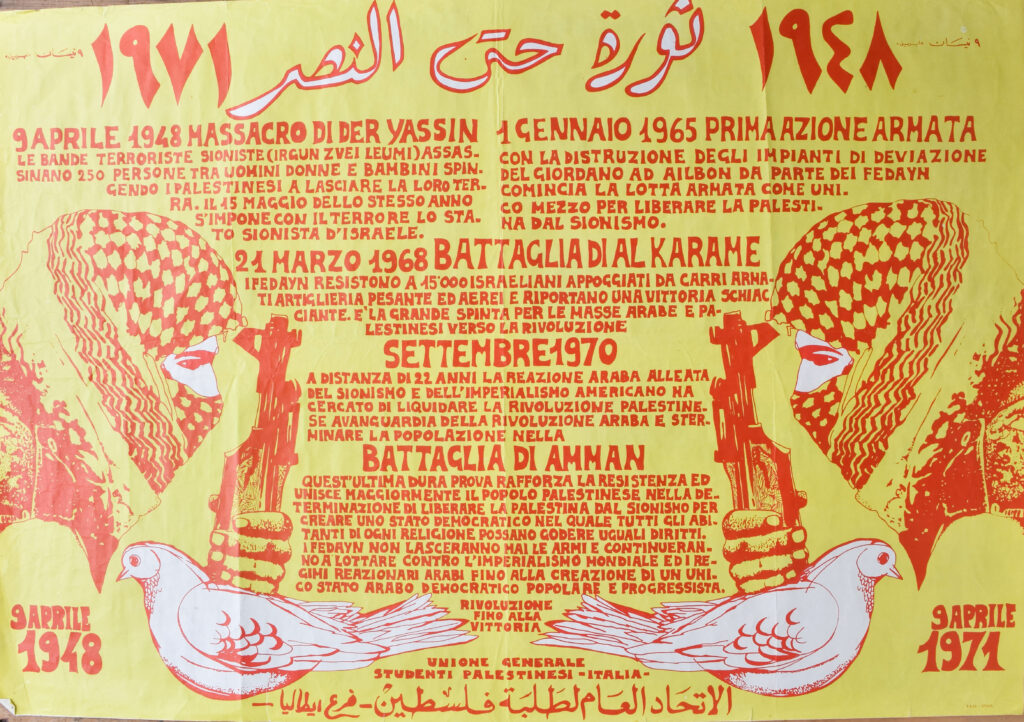 ١٩٧١
ثورة حتى النصر
١٩٤٨
٩ نيسان
٩ نيسان
9 APRILE 1948 MASSACRO DI DER YASSIN
LE BANDE TERRORISTE SIONISTE (IRGUN ZVEI LEUMI) ASSAS-
SINANO 250 PERSONE TRA UOMINI DONNE E BAMBINI SPIN-
GENDO I PALESTINESI A LASCIARE LA LORO TER-
RA. IL 15 MAGGIO DELLO STESSO ANNO
S'IMPONE CON IL TERRORE LO STA-
TO SIONISTA D'ISRAELE.
1 GENNAIO 1965 PRIMA AZIONE ARMATA
CON LA DISTRUZIONE DEGLI IMPIANTI DI DEVIAZIONE
DEL GIORDANO AD AILBON DA PARTE DEI FEDAYN
COMINCIA LA LOTTA ARMATA COME UNI-
CO MEZZO PER LIBERARE LA PALESTI-
NA DAL SIONISMO.
21 MARZO 1968 BATTAGLIA DI AL KARAME
I FEDAYN RESISTONO A 15'000 ISRAELIANI APPOGGIATI DA CARRI ARMA-
TI ARTIGLIERIA PESANTE ED AEREI E RIPORTANO UNA VITTORIA SCHIAC
CIANTE. E' LA GRANDE SPINTA PER LE MASSE ARABE E PA-
LESTINESI VERSO LA RIVOLUZIONE
SETTEMBRE 1970
A DISTANZA DI 22 ANNI LA REAZIONE ARABA ALLEATA
DEL SIONISMO E DELL'IMPERIALISMO AMERICANO HA
CERCATO DI LIQUIDARE LA RIVOLUZIONE PALESTINE-
SE AVANGUARDIA DELLA RIVOLUZIONE ARABA E STER-
MINARE LA POPOLAZIONE NELLA
BATTAGLIA DI AMMAN
QUEST'ULTIMA DURA PROVA RAFFORZA LA RESISTENZA ED
UNISCE MAGGIORMENTE IL POPOLO PALESTINESE NELLA DE-
TERMINAZIONE DI LIBERARE LA PALESTINA DAL SIONISMO PER
CREARE UNO STATO DEMOCRATICO NEL QUALE TUTTI GLI ABI-
TANTI DI OGNI RELIGIONE POSSANO GODERE UGUALI DIRITTI.
I FEDAYN NON LASCERANNO MAI LE ARMI E CONTINUERAN-
NO A LOTTARE CONTRO L'IMPERIALISMO MONDIALE ED I RE-
GIMI REAZIONARI ARABI FINO ALLA CREAZIONE DI UN UNI-
CO STATO ARABO DEMOCRATICO POPOLARE E PROGRESSISTA.
RIVOLUZIONE
FINO ALLA
VITTORIA
9 APRILE
1948
9 APRILE
1971
UNIONE GENERALE
STUDENTI PALESTINESI -ITALIA-
الاتحاد العام لطلبة فلسطين - فرع ايطاليا -